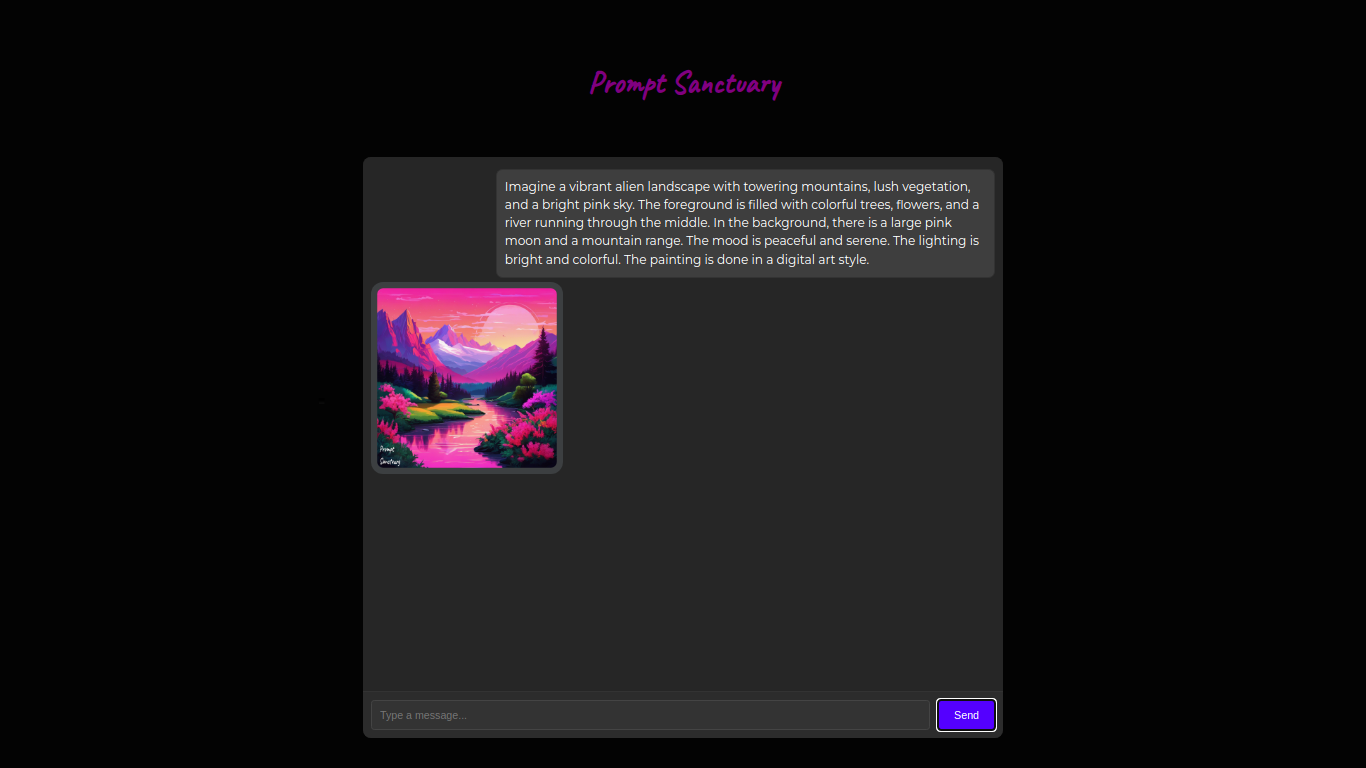 Prompt Sanctuary
Imagine a vibrant alien landscape with towering mountains, lush vegetation,
and a bright pink sky. The foreground is filled with colorful trees, flowers, and a
river running through the middle. In the background, there is a large pink
moon and a mountain range. The mood is peaceful and serene. The lighting is
bright and colorful. The painting is done in a digital art style.
Prompt
Sanctuary
Type a message...
Send